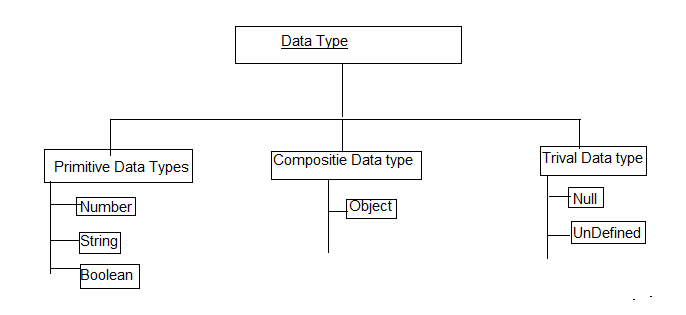 Data Type
Primitive Data Types
Compositie Data type
Trival Data type
Number
String
Boolean
Object
Null
UnDefined